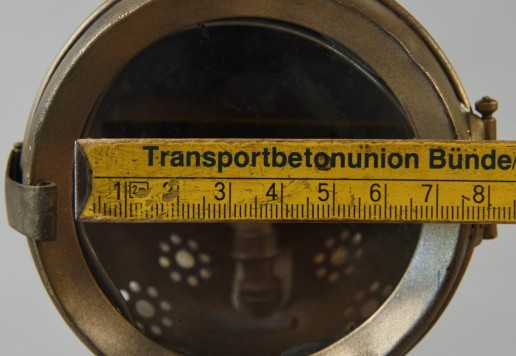 Transportbetonunion Bünde/
1 2m 2 3 4 5 6 7 8